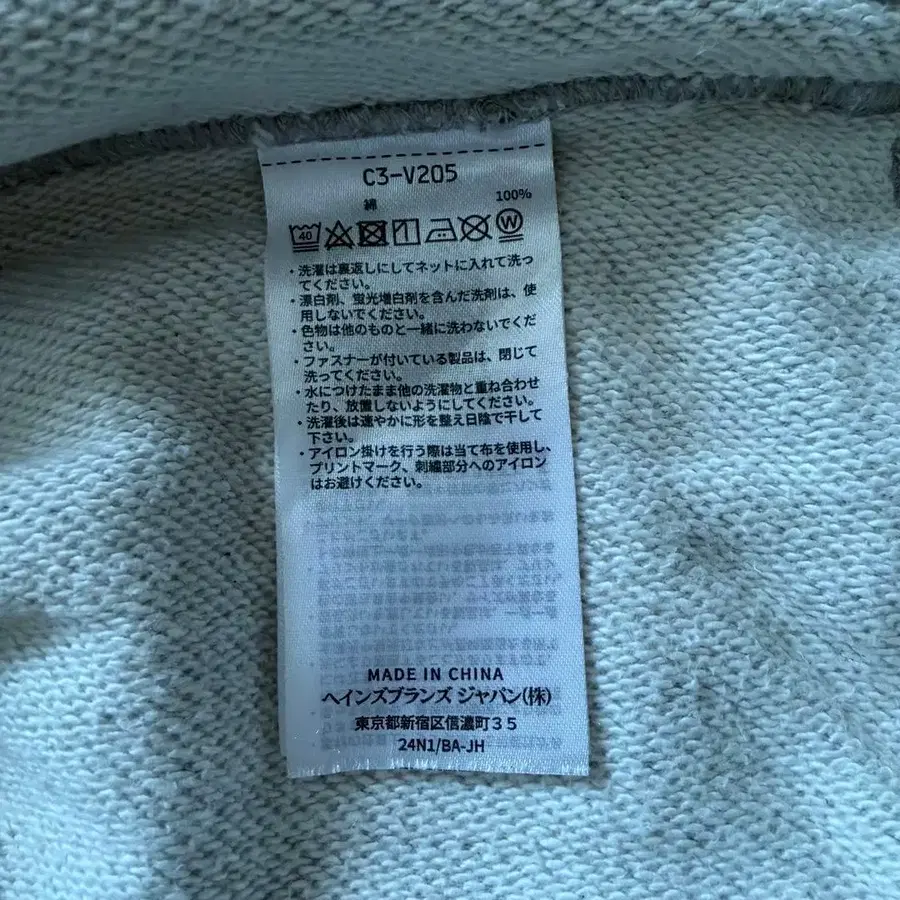 C3-V205
綿 100%
40 W
・洗濯は裏返しにしてネットに入れて洗っ
てください。
・漂白剤、蛍光増白剤を含んだ洗剤は、使
用しないでください。
・色物は他のものと一緒に洗わないでくだ
さい。
・ファスナーが付いている製品は、閉じて
洗ってください。
・水につけたまま他の洗濯物と重ね合わせ
たり、放置しないようにしてください。
・洗濯後は速やかに形を整え日陰で干して
下さい。
・アイロン掛けを行う際は当て布を使用し、
プリントマーク、刺繍部分へのアイロン
はお避けください。
MADE IN CHINA
ヘインズブランズ ジャパン(株)
東京都新宿区信濃町35
24N1/BA-JH